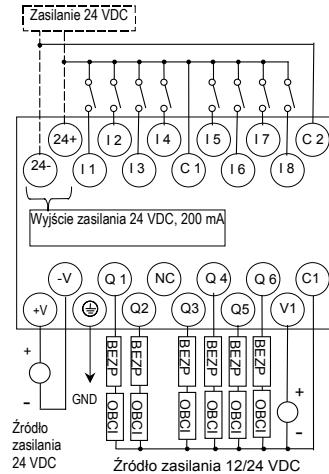 Zasilanie 24 VDC
24+ I 2 I 4 I 5 I 7 C 2
24- I 1 I 3 C 1 I 6 I 8
Wyjście zasilania 24 VDC, 200 mA
-V Q 1 NC Q 4 Q 6 C1
+V Q2 Q3 Q5 V1
BEZP BEZP BEZP BEZP BEZP BEZP
OBCI OBCI OBCI OBCI OBCI OBCI
+ +
- -
GND
Źródło
zasilania
24 VDC
Źródło zasilania 12/24 VDC